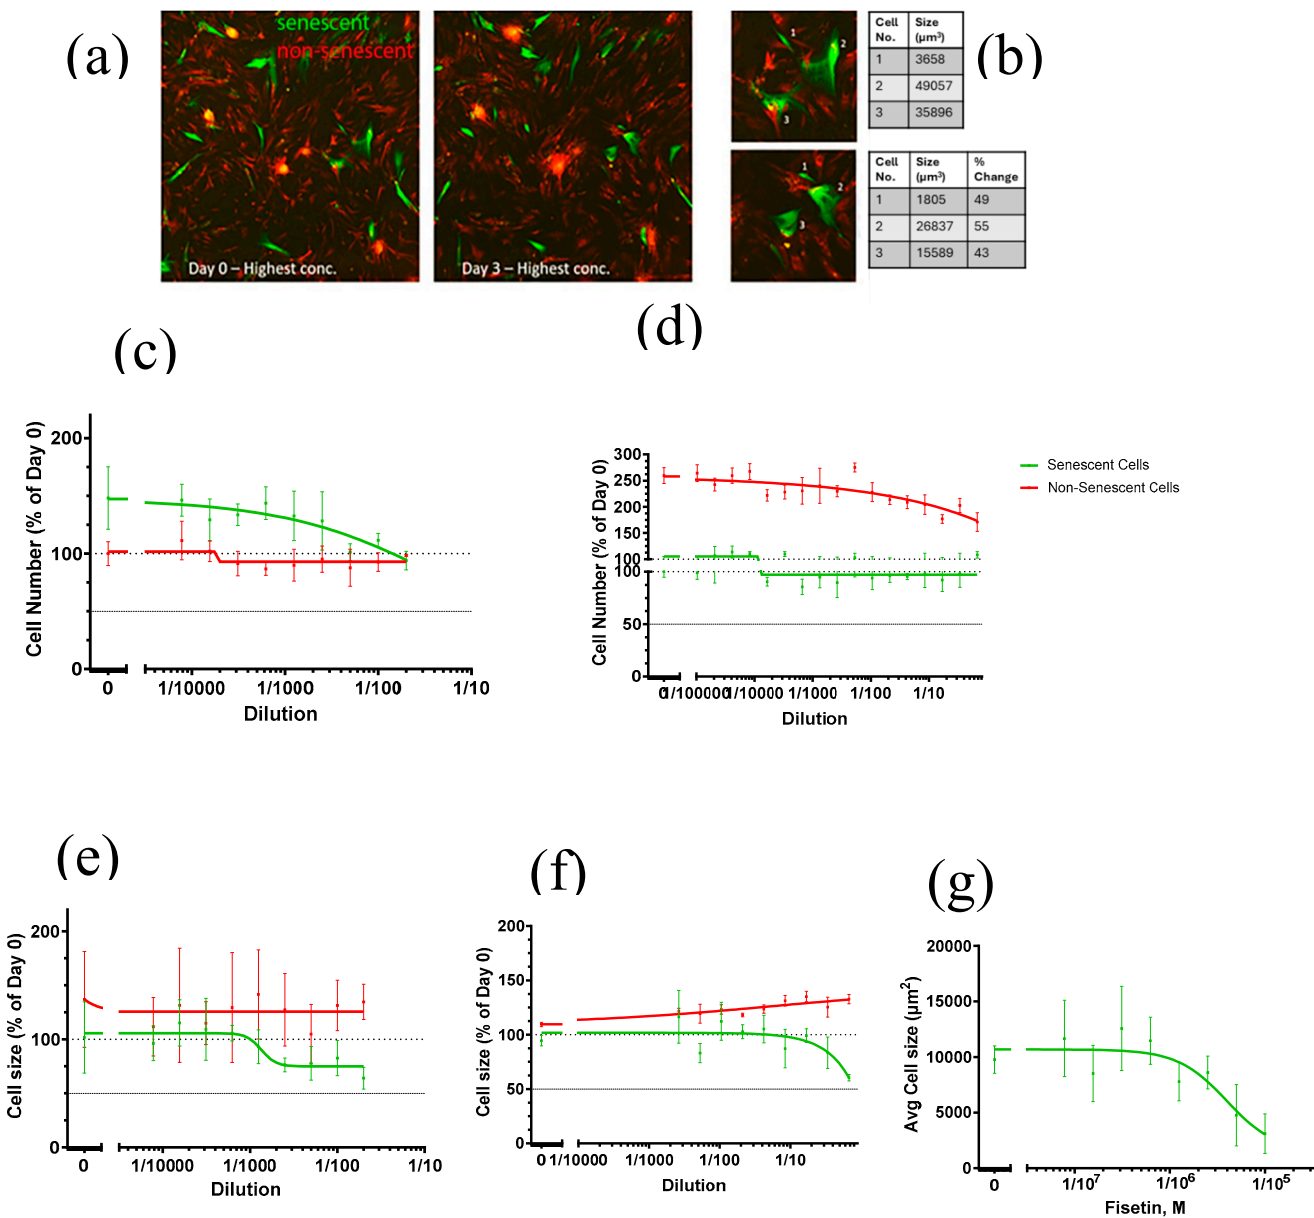 (a)
senescent
non-senescent
Day 0 – Highest conc.
Day 3 – Highest conc.
1
2
3
1
2
3
(b)
Cell No. Size (µm³)
1 3658
2 49057
3 35896
Cell No. Size (µm³) % Change
1 1805 49
2 26837 55
3 15589 43
(c)
Cell Number (% of Day 0)
200
100
0
0 1/10000 1/1000 1/100 1/10
Dilution
(d)
Cell Number (% of Day 0)
300
250
200
150
100
100
50
0
0 1/100000 1/10000 1/1000 1/100 1/10
Dilution
Senescent Cells
Non-Senescent Cells
(e)
Cell size (% of Day 0)
200
100
0
0 1/10000 1/1000 1/100 1/10
Dilution
(f)
Cell size (% of Day 0)
200
150
100
50
0
0 1/10000 1/1000 1/100 1/10
Dilution
(g)
Avg Cell size (µm²)
20000
15000
10000
5000
0
0 1/10⁷ 1/10⁶ 1/10⁵
Fisetin, M